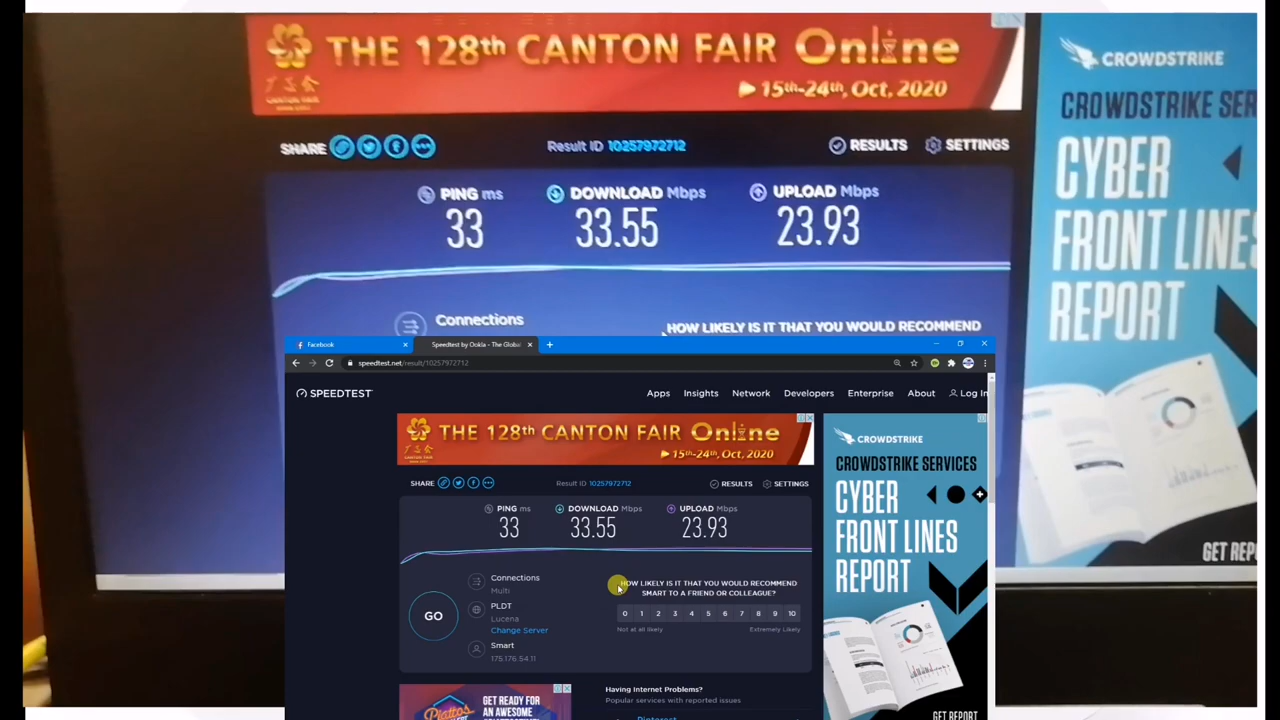 THE 128th CANTON FAIR Online
15th-24th, Oct, 2020
CROWDSTRIKE
CROWDSTRIKE SER
CYBER
FRONT LINES
REPORT
GET REPO
SHARE
Result ID 10257972712
RESULTS
SETTINGS
PING ms
DOWNLOAD Mbps
UPLOAD Mbps
33
33.55
23.93
Connections
HOW LIKELY IS IT THAT YOU WOULD RECOMMEND
Facebook
Speedtest by Ookla - The Global
speedtest.net/result/10257972712
SPEEDTEST
Apps
Insights
Network
Developers
Enterprise
About
Log In
THE 128th CANTON FAIR Online
15th-24th, Oct, 2020
CROWDSTRIKE
CROWDSTRIKE SERVICES
CYBER
FRONT LINES
REPORT
GET REPO
SHARE
Result ID 10257972712
RESULTS
SETTINGS
PING ms
DOWNLOAD Mbps
UPLOAD Mbps
33
33.55
23.93
Connections
Multi
PLDT
Lucena
Change Server
Smart
175.176.54.11
GO
HOW LIKELY IS IT THAT YOU WOULD RECOMMEND
SMART TO A FRIEND OR COLLEAGUE?
0 1 2 3 4 5 6 7 8 9 10
Not at all likely
Extremely Likely
Piattos
GET READY FOR
AN AWESOME
Having Internet Problems?
Popular services with reported issues
Pinterest